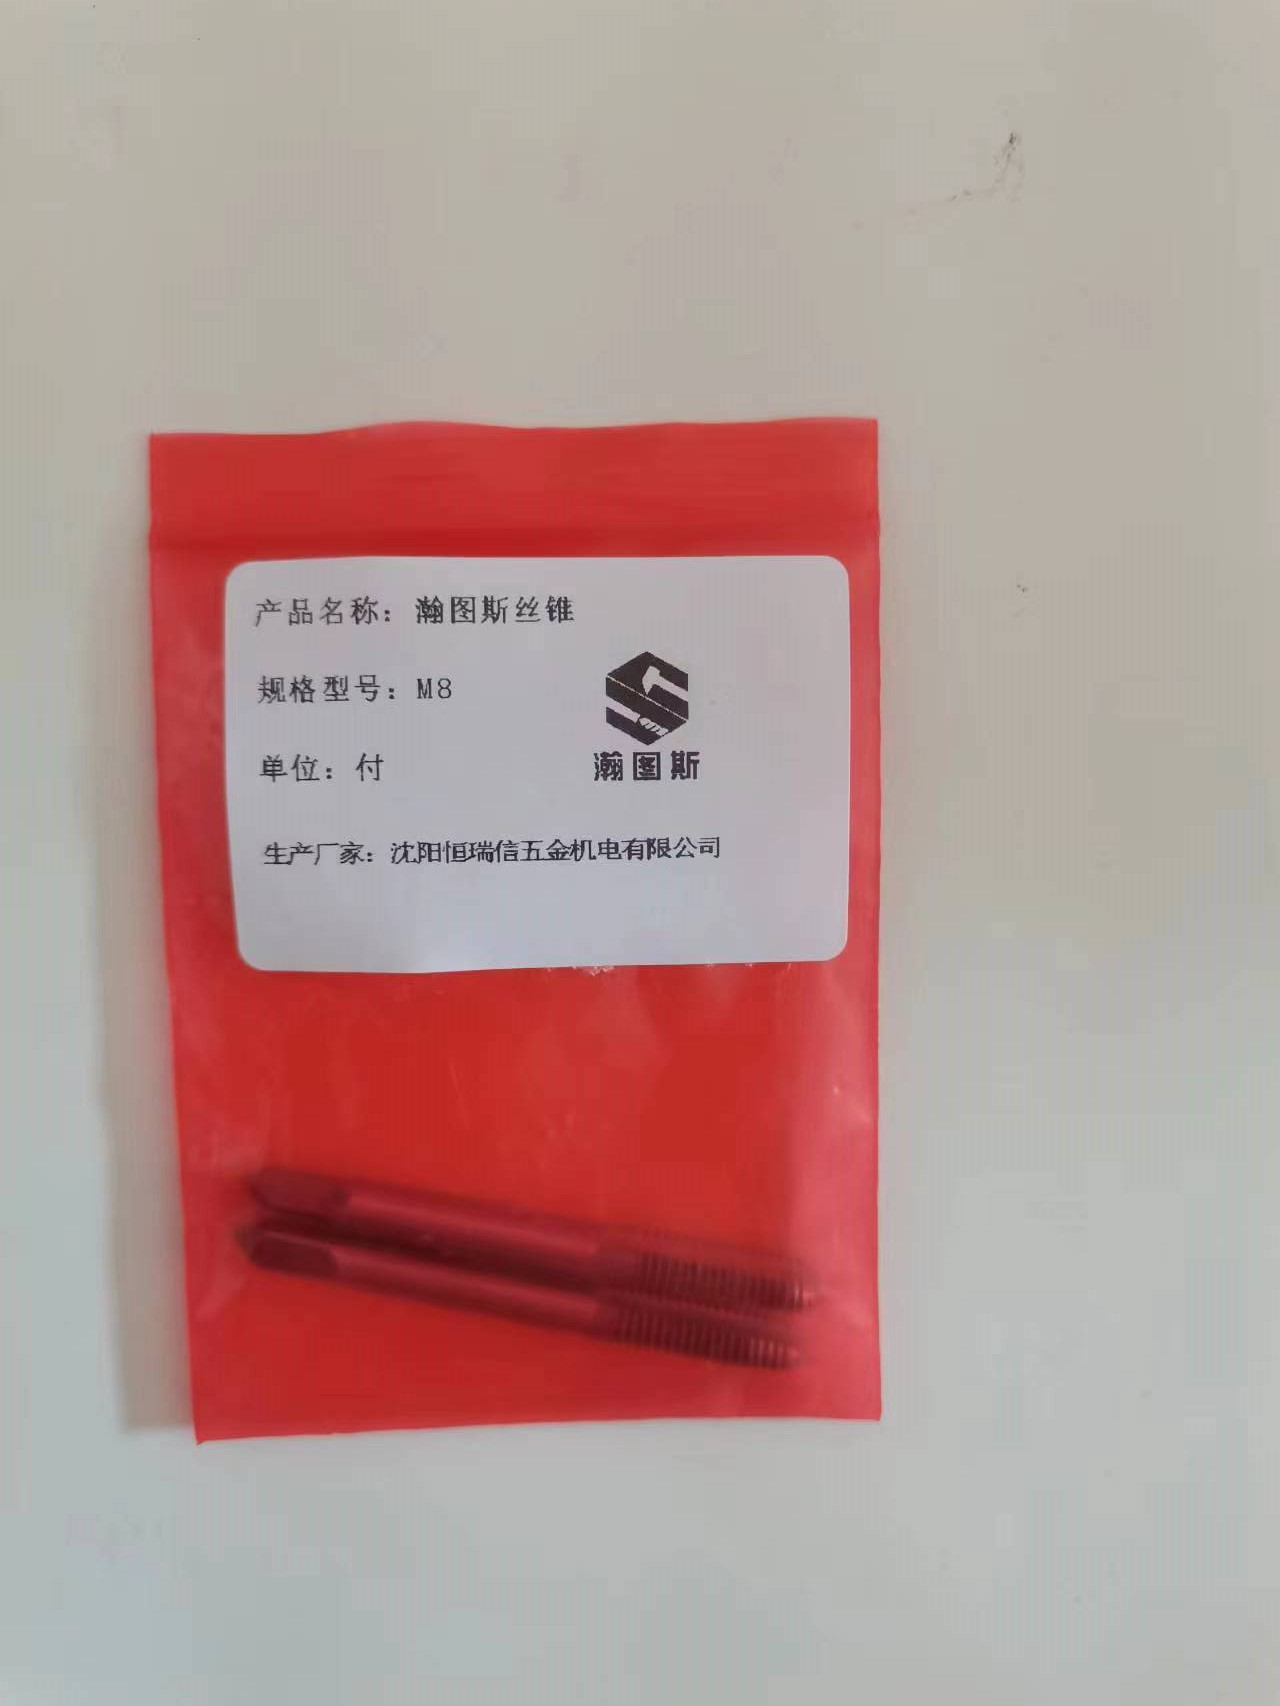 产品名称：瀚图斯丝锥
规格型号：M8
单位：付
瀚图斯
生产厂家：沈阳恒瑞信五金机电有限公司